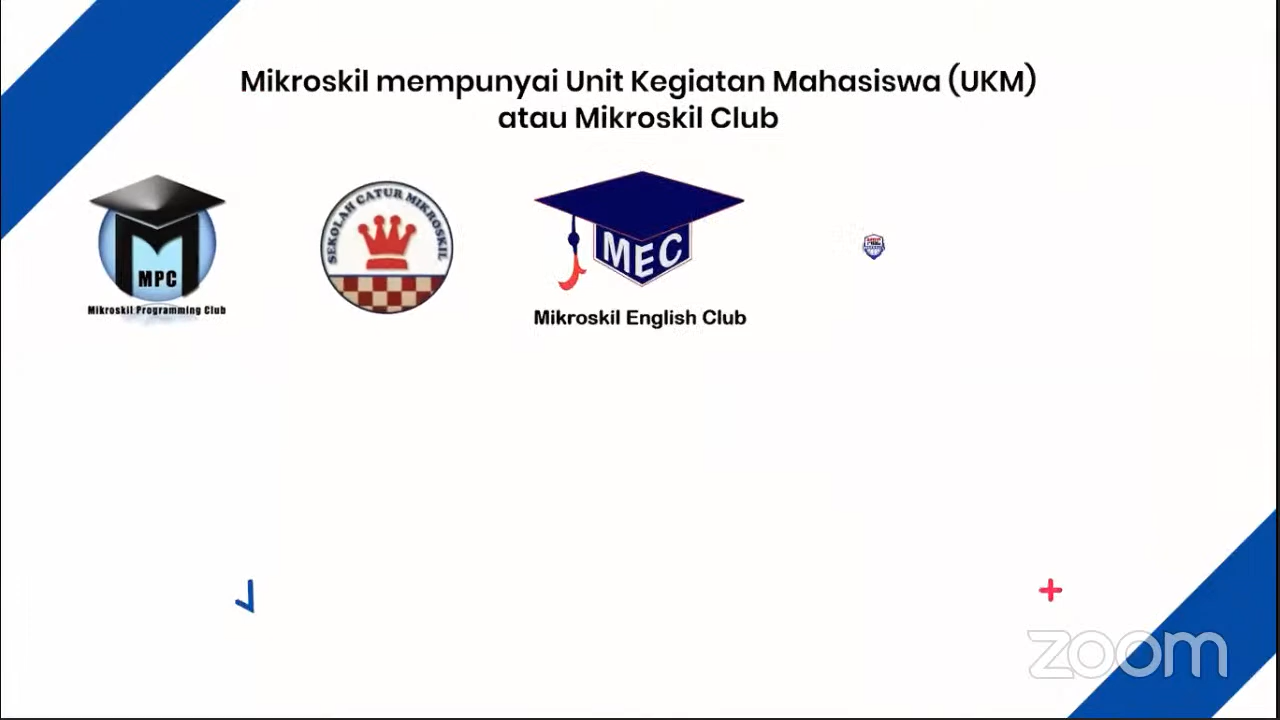 Mikroskil mempunyai Unit Kegiatan Mahasiswa (UKM)
atau Mikroskil Club
MPC
Mikroskil Programming Club
SEKOLAH CATUR MIKROSKIL
MEC
Mikroskil English Club
zoom